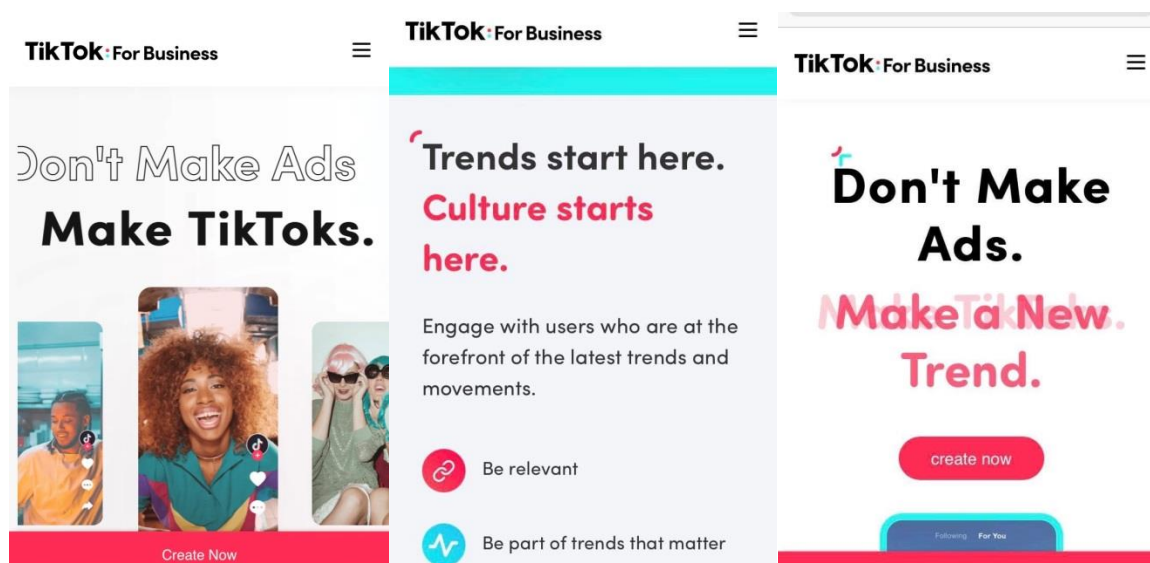 TikTok: For Business
Don't Make Ads
Make TikToks.
Create Now
TikTok: For Business
Trends start here.
Culture starts
here.
Engage with users who are at the
forefront of the latest trends and
movements.
Be relevant
Be part of trends that matter
TikTok: For Business
Don't Make
Ads.
Make TikToks.
Make a New
Trend.
create now
Following For You